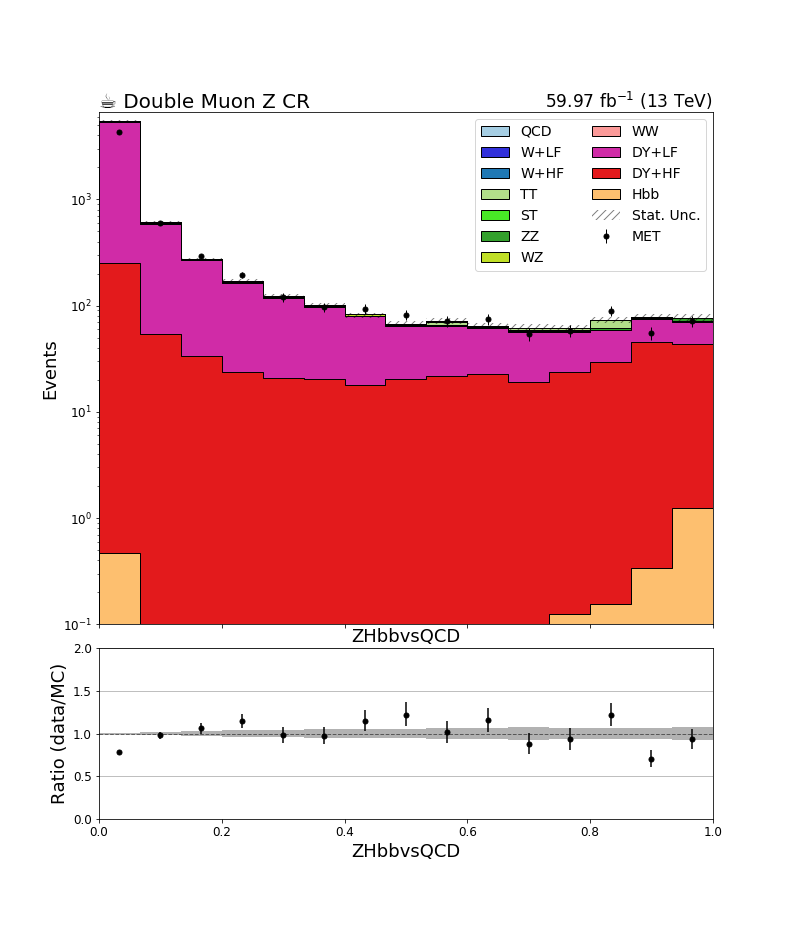 ☕ Double Muon Z CR 59.97 fb⁻¹ (13 TeV)
QCD WW
W+LF DY+LF
W+HF DY+HF
TT Hbb
ST Stat. Unc.
ZZ MET
WZ
10³
10²
10¹
10⁰
10⁻¹
Events
ZHbbvsQCD
2.0
1.5
1.0
0.5
0.0
Ratio (data/MC)
0.0 0.2 0.4 0.6 0.8 1.0
ZHbbvsQCD